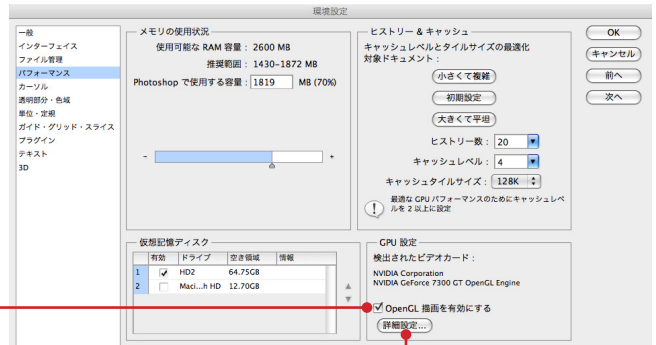 環境設定
一般
インターフェイス
ファイル管理
パフォーマンス
カーソル
透明部分・色域
単位・定規
ガイド・グリッド・スライス
プラグイン
テキスト
3D
メモリの使用状況
使用可能な RAM 容量： 2600 MB
推奨範囲： 1430-1872 MB
Photoshop で使用する容量： 1819 MB (70%)
- +
ヒストリー & キャッシュ
キャッシュレベルとタイルサイズの最適化
対象ドキュメント：
小さくて複雑
初期設定
大きくて平坦
ヒストリー数： 20
キャッシュレベル： 4
キャッシュタイルサイズ： 128K
最適な GPU パフォーマンスのためにキャッシュレベ
ルを 2 以上に設定
OK
キャンセル
前へ
次へ
仮想記憶ディスク
有効 ドライブ 空き領域 情報
1 HD2 64.75GB
2 Maci...h HD 12.70GB
GPU 設定
検出されたビデオカード：
NVIDIA Corporation
NVIDIA GeForce 7300 GT OpenGL Engine
OpenGL 描画を有効にする
詳細設定...